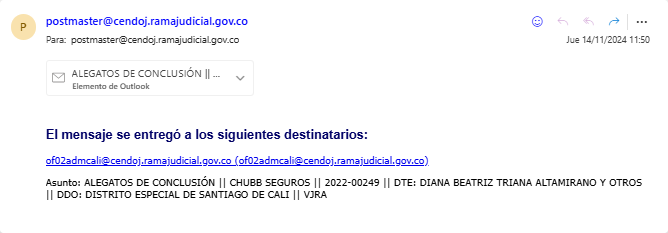 P
postmaster@cendoj.ramajudicial.gov.co
Para: postmaster@cendoj.ramajudicial.gov.co
Jue 14/11/2024 11:50
ALEGATOS DE CONCLUSIÓN || ...
Elemento de Outlook
El mensaje se entregó a los siguientes destinatarios:
of02admcali@cendoj.ramajudicial.gov.co (of02admcali@cendoj.ramajudicial.gov.co)
Asunto: ALEGATOS DE CONCLUSIÓN || CHUBB SEGUROS || 2022-00249 || DTE: DIANA BEATRIZ TRIANA ALTAMIRANO Y OTROS
|| DDO: DISTRITO ESPECIAL DE SANTIAGO DE CALI || VJRA